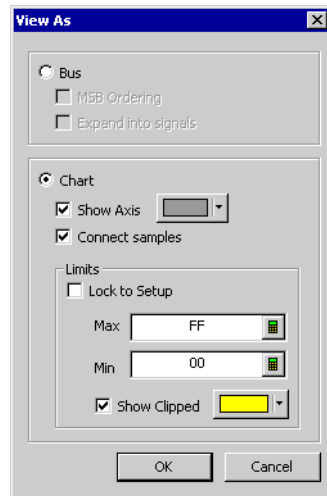 View As
Bus
MSB Ordering
Expand into signals
Chart
Show Axis
Connect samples
Limits
Lock to Setup
Max FF
Min 00
Show Clipped
OK Cancel